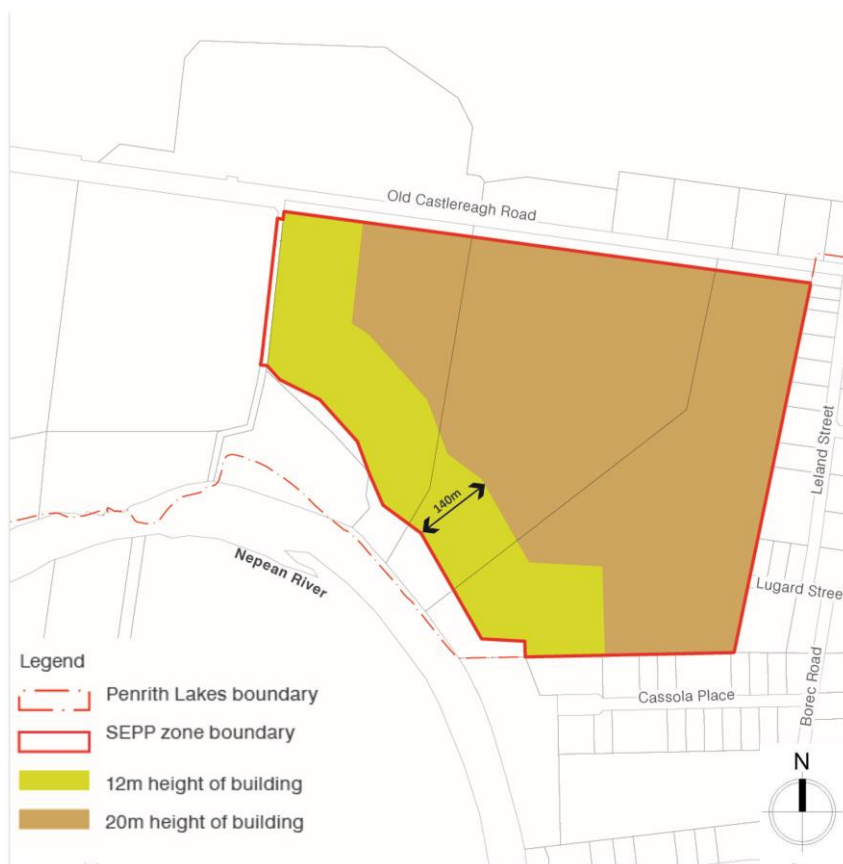 Old Castlereagh Road
Leland Street
140m
Nepean River
Lugard Stree
Legend
Penrith Lakes boundary
Cassola Place
Borec Road
SEPP zone boundary
N
12m height of building
20m height of building